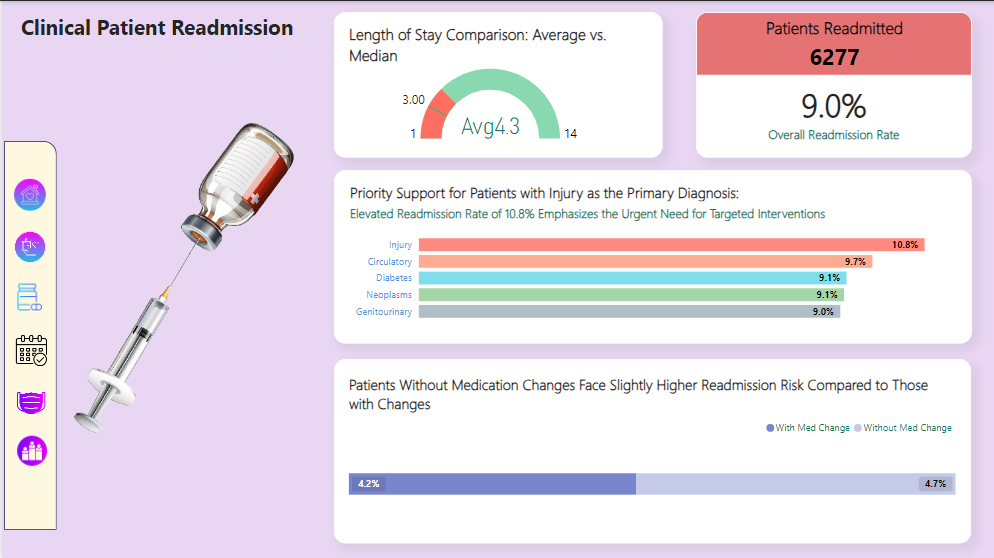 Clinical Patient Readmission
Length of Stay Comparison: Average vs.
Median
3.00
Avg4.3
1
14
Patients Readmitted
6277
9.0%
Overall Readmission Rate
Priority Support for Patients with Injury as the Primary Diagnosis:
Elevated Readmission Rate of 10.8% Emphasizes the Urgent Need for Targeted Interventions
Injury 10.8%
Circulatory 9.7%
Diabetes 9.1%
Neoplasms 9.1%
Genitourinary 9.0%
Patients Without Medication Changes Face Slightly Higher Readmission Risk Compared to Those
with Changes
With Med Change Without Med Change
4.2% 4.7%